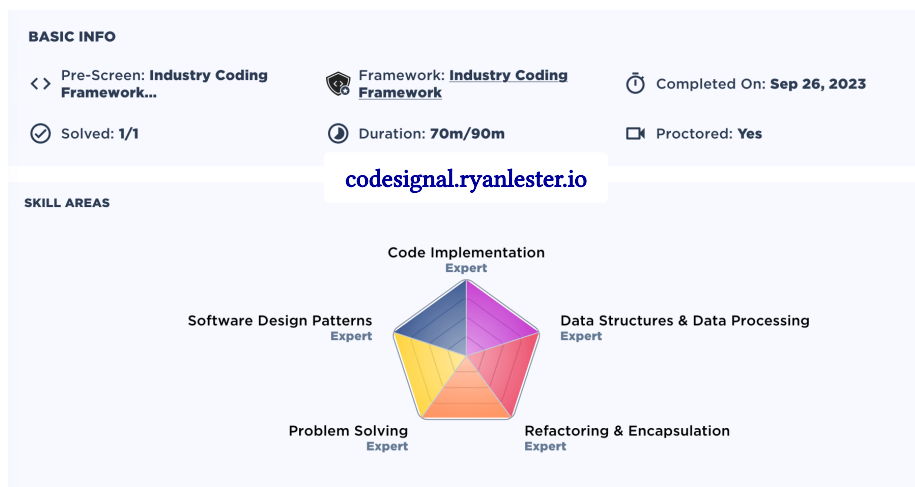 BASIC INFO
Pre-Screen: Industry Coding
Framework...
Framework: Industry Coding
Framework
Completed On: Sep 26, 2023
Solved: 1/1
Duration: 70m/90m
Proctored: Yes
codesignal.ryanlester.io
SKILL AREAS
Code Implementation
Expert
Software Design Patterns
Expert
Data Structures & Data Processing
Expert
Problem Solving
Expert
Refactoring & Encapsulation
Expert